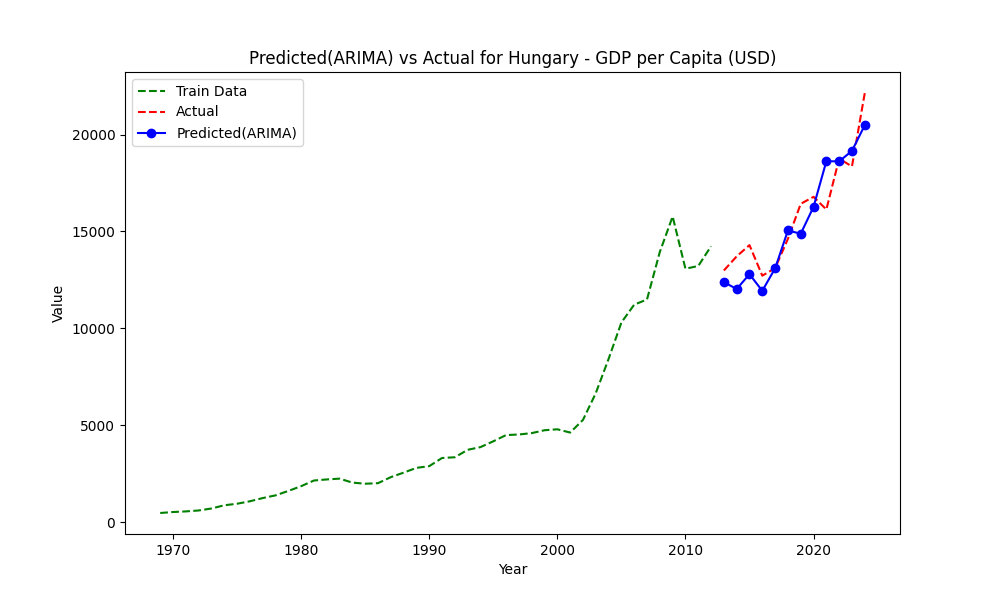 Predicted(ARIMA) vs Actual for Hungary - GDP per Capita (USD)
Train Data
Actual
Predicted(ARIMA)
20000
15000
10000
5000
0
Value
1970 1980 1990 2000 2010 2020
Year